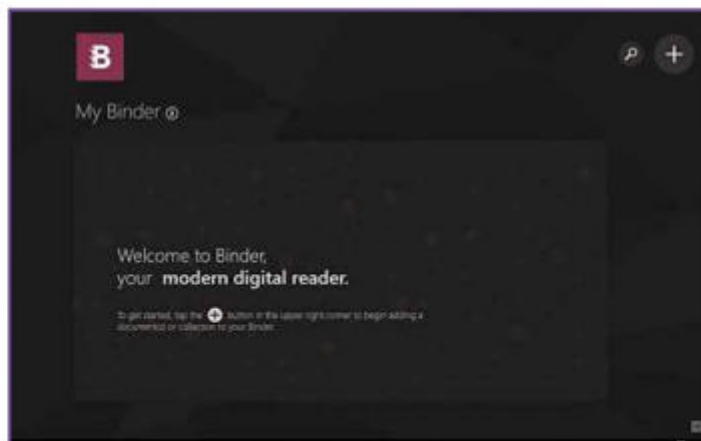 B
My Binder
Welcome to Binder,
your modern digital reader.
To get started, tap the + button in the upper right corner to begin adding a
document(s) or collection to your Binder.